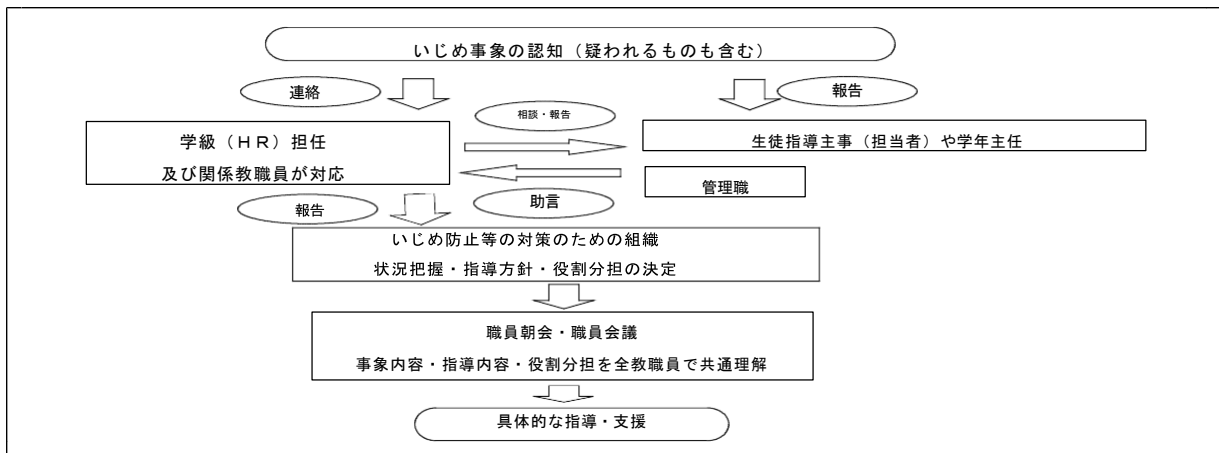 いじめ事象の認知（疑われるものも含む）
連絡
報告
相談・報告
学級（ＨＲ）担任
及び関係教職員が対応
生徒指導主事（担当者）や学年主任
管理職
報告
助言
いじめ防止等の対策のための組織
状況把握・指導方針・役割分担の決定
職員朝会・職員会議
事象内容・指導内容・役割分担を全教職員で共通理解
具体的な指導・支援